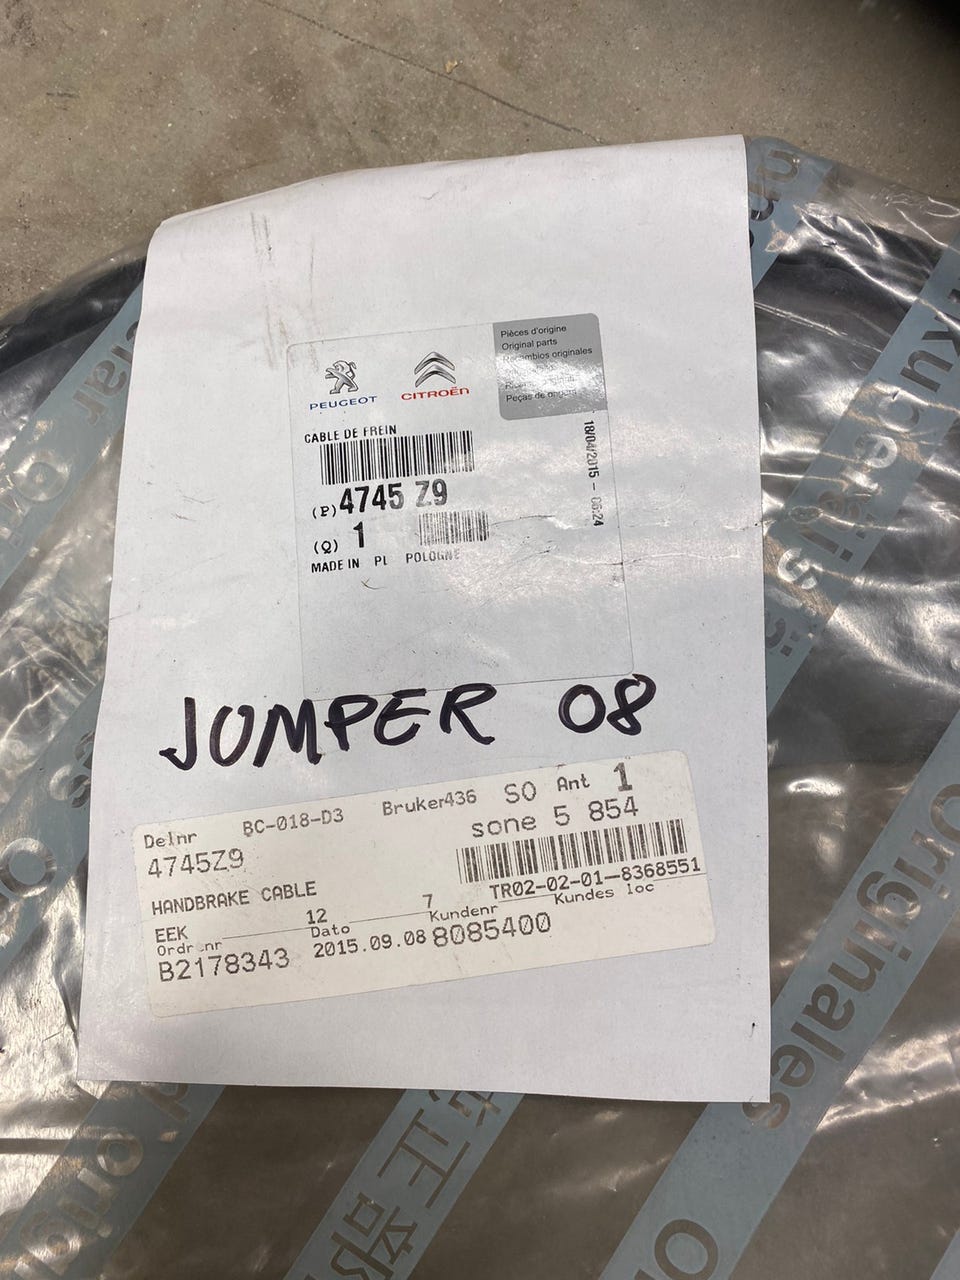 Pièces d'origine
Original parts
Recambios originales
Peças de origem
PEUGEOT
CITROËN
CABLE DE FREIN
18/04/2015 - 06:24
(P) 4745 Z9
(Q) 1
MADE IN PL POLOGNE
JUMPER 08
Delnr BC-018-D3 Bruker436 SO Ant 1
4745Z9 sone 5 854
HANDBRAKE CABLE TR02-02-01-8368551
EEK 12 7 Kundes loc
Ordr.nr Dato Kundenr
B2178343 2015.09.08 8085400
Originales